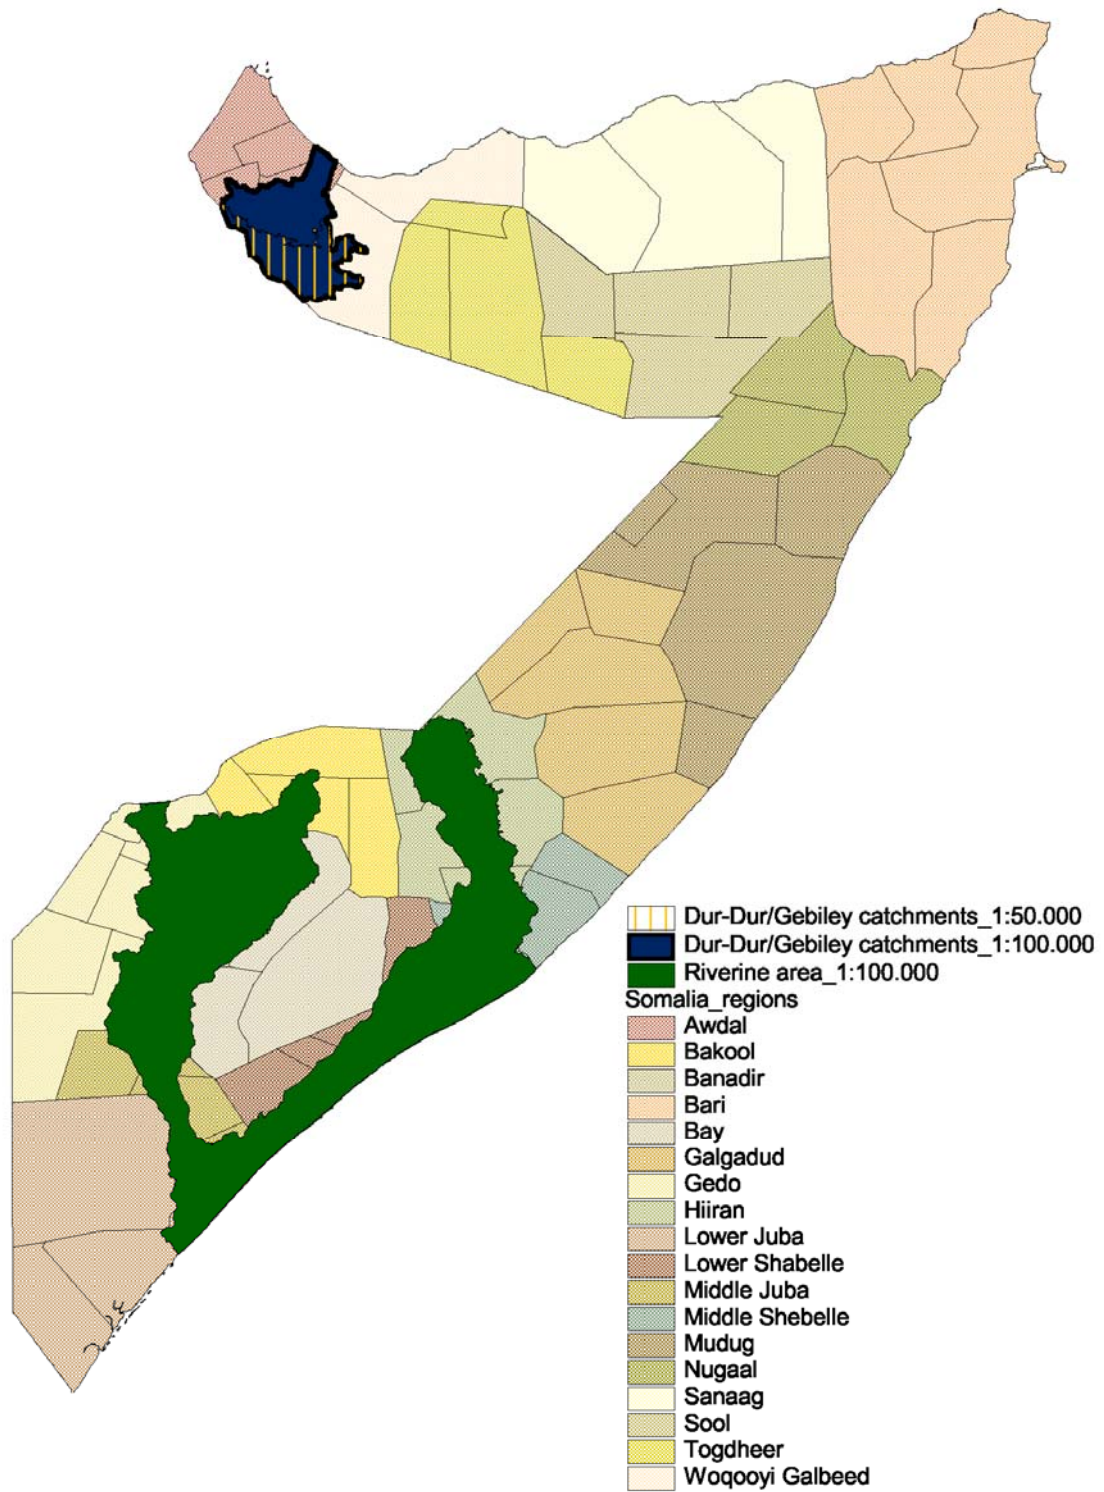 Dur-Dur/Gebiley catchments_1:50.000
Dur-Dur/Gebiley catchments_1:100.000
Riverine area_1:100.000
Somalia_regions
Awdal
Bakool
Banadir
Bari
Bay
Galgadud
Gedo
Hiiran
Lower Juba
Lower Shabelle
Middle Juba
Middle Shebelle
Mudug
Nugaal
Sanaag
Sool
Togdheer
Woqooyi Galbeed